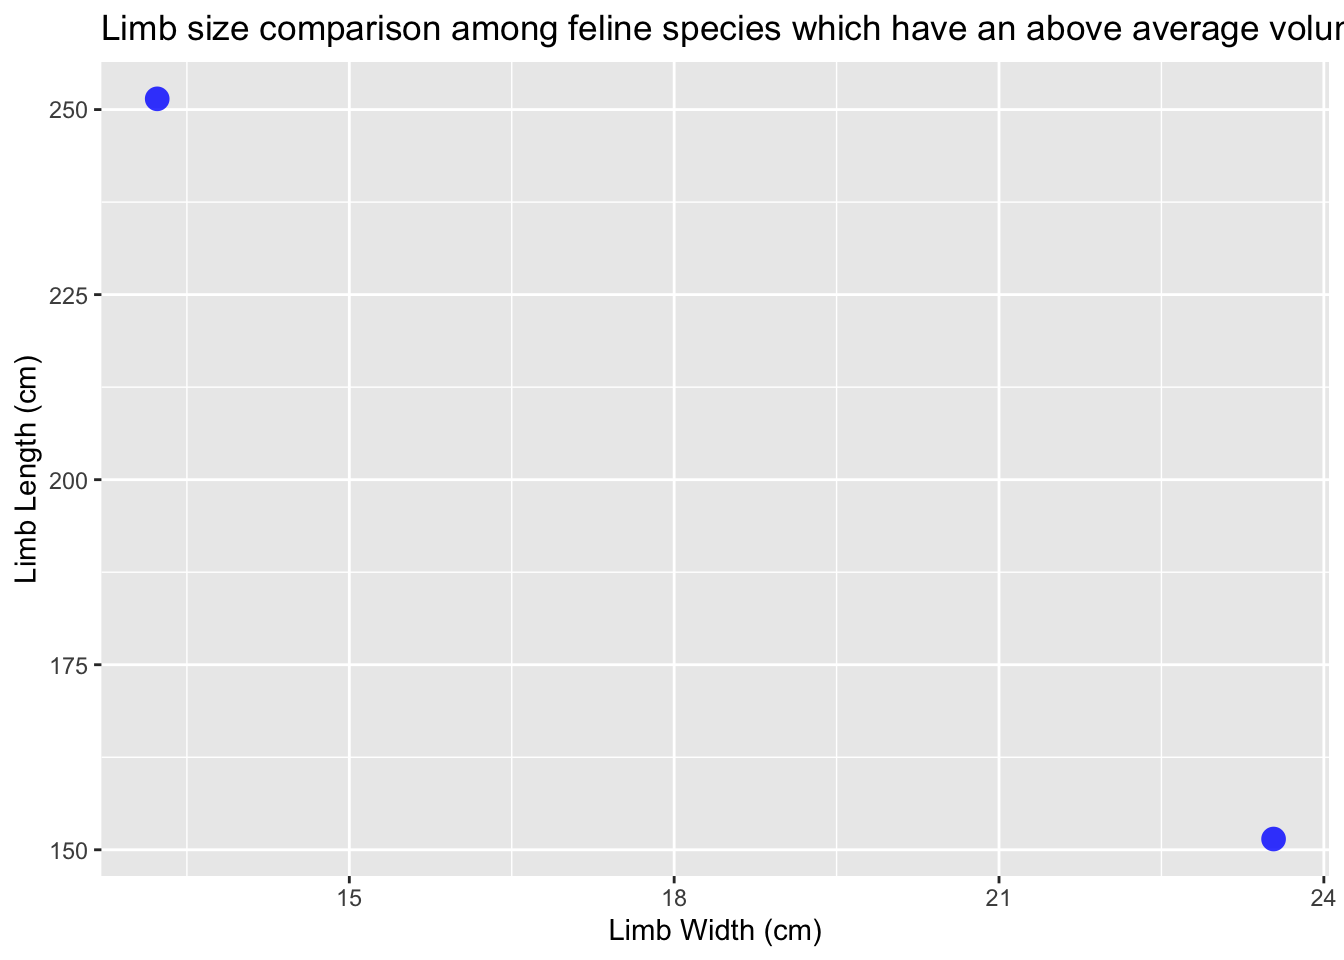 Limb size comparison among feline species which have an above average
250
225
200
175
150
Limb Length (cm)
15 18 21 24
Limb Width (cm)